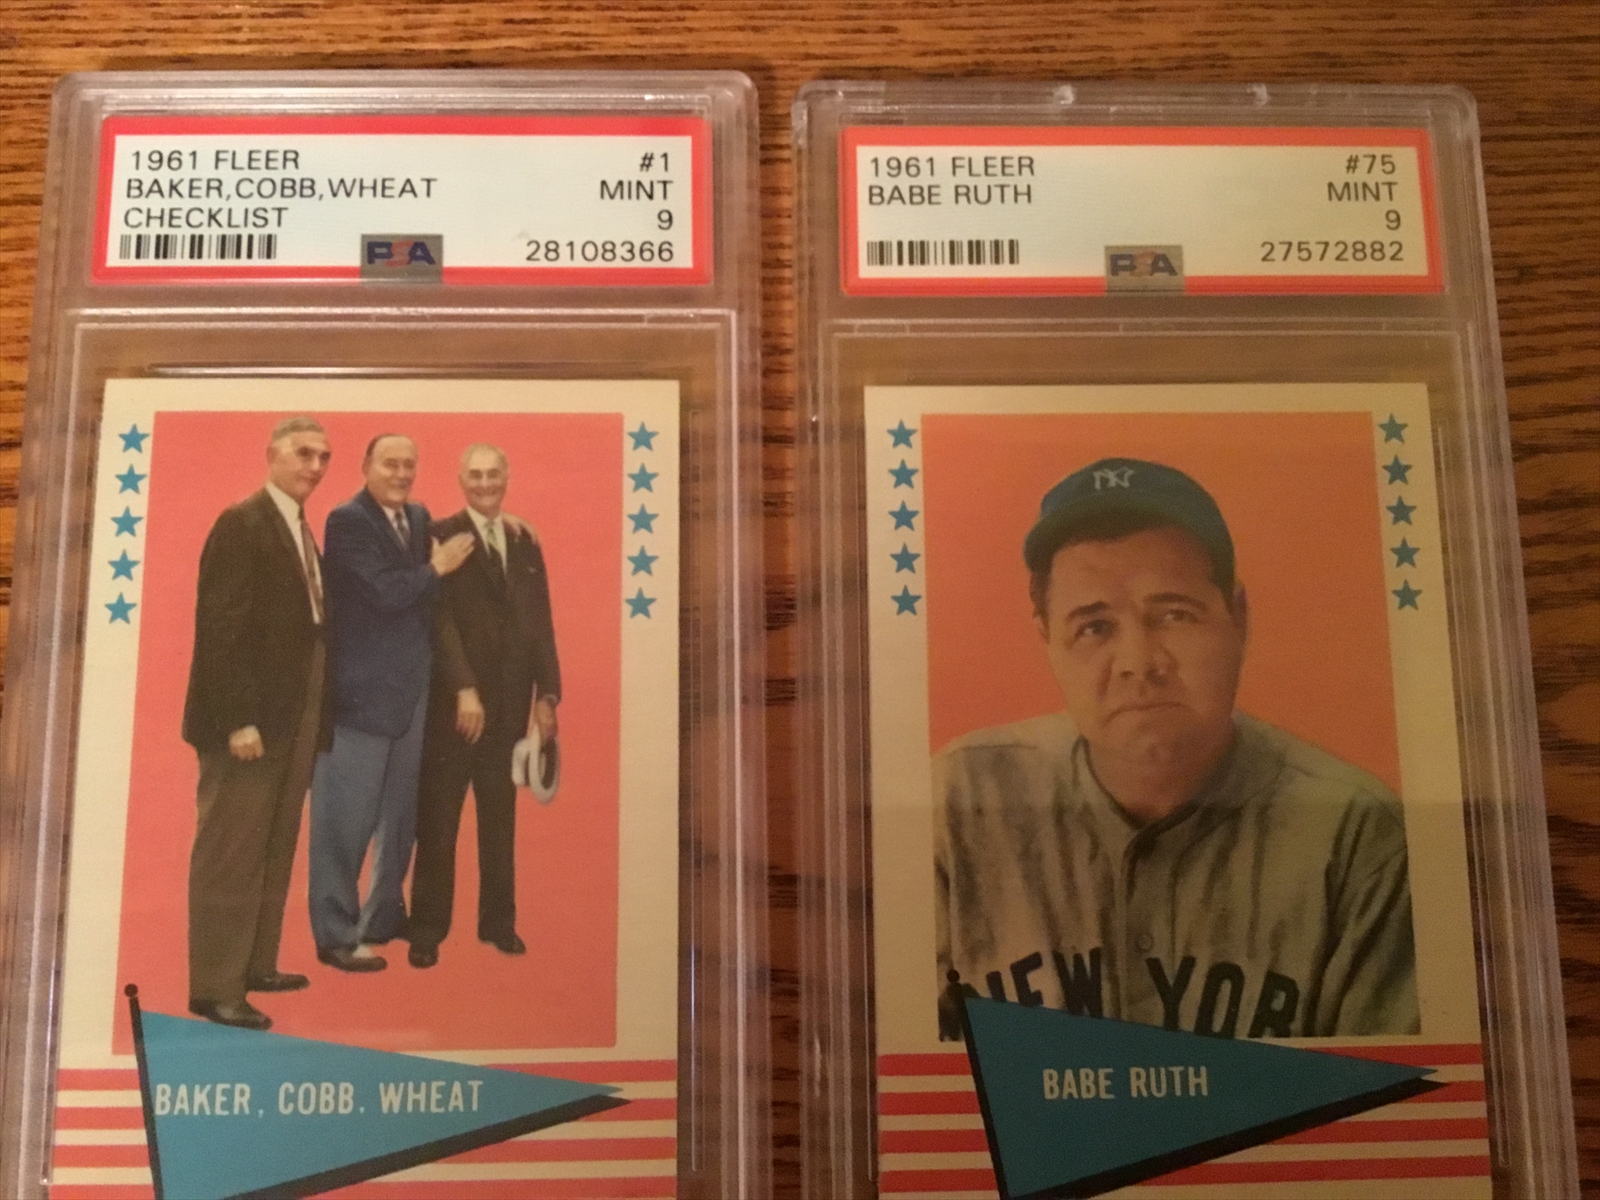 1961 FLEER #1
BAKER,COBB,WHEAT MINT
CHECKLIST 9
PSA 28108366
BAKER, COBB, WHEAT
1961 FLEER #75
BABE RUTH MINT
9
PSA 27572882
NY
NEW YORK
BABE RUTH